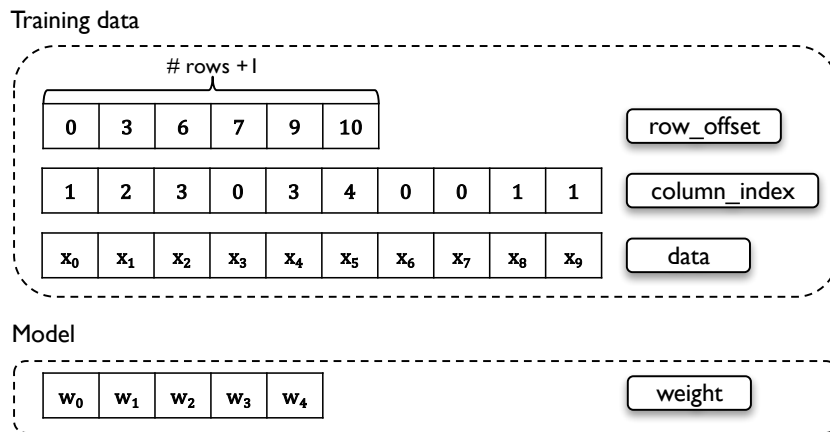 Training data
# rows +1
0 3 6 7 9 10 row_offset
1 2 3 0 3 4 0 0 1 1 column_index
x₀ x₁ x₂ x₃ x₄ x₅ x₆ x₇ x₈ x₉ data
Model
w₀ w₁ w₂ w₃ w₄ weight